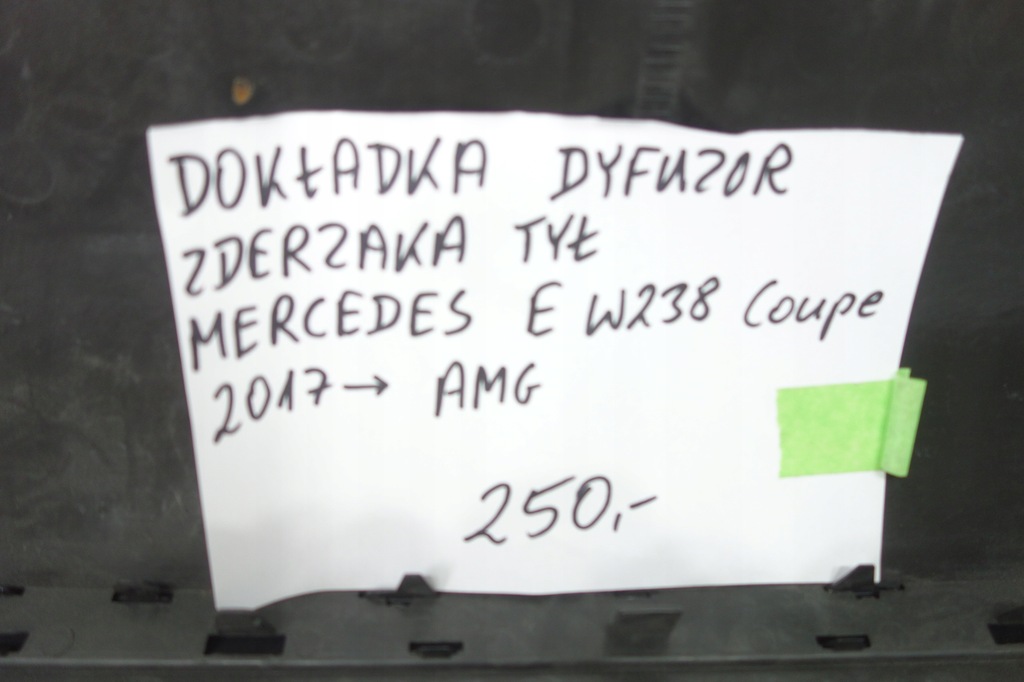 DOKŁADKA DYFUZOR
ZDERZAKA TYŁ
MERCEDES E W238 Coupe
2017→ AMG
250,-